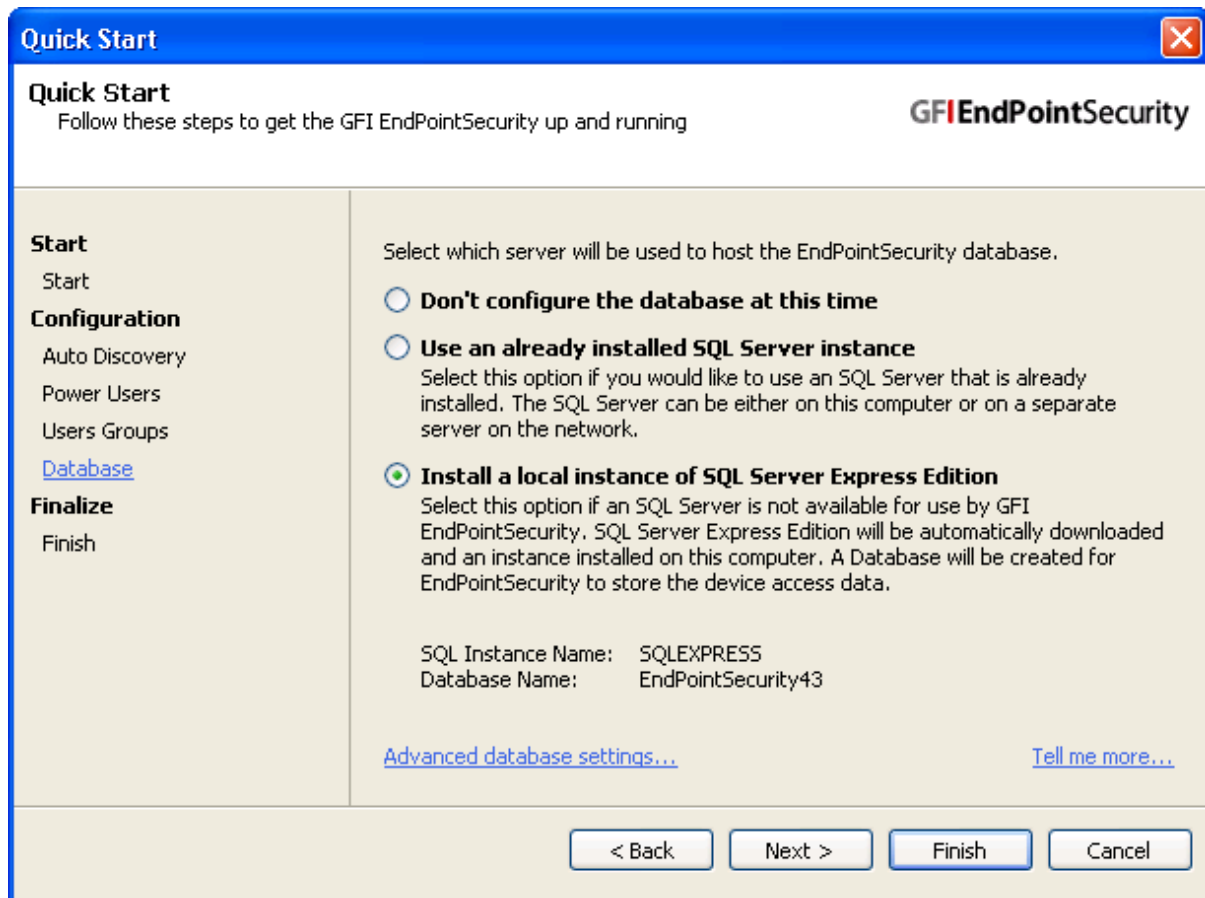 Quick Start
Quick Start
Follow these steps to get the GFI EndPointSecurity up and running
GFI EndPointSecurity
Start
Start
Configuration
Auto Discovery
Power Users
Users Groups
Database
Finalize
Finish
Select which server will be used to host the EndPointSecurity database.
Don't configure the database at this time
Use an already installed SQL Server instance
Select this option if you would like to use an SQL Server that is already
installed. The SQL Server can be either on this computer or on a separate
server on the network.
Install a local instance of SQL Server Express Edition
Select this option if an SQL Server is not available for use by GFI
EndPointSecurity. SQL Server Express Edition will be automatically downloaded
and an instance installed on this computer. A Database will be created for
EndPointSecurity to store the device access data.
SQL Instance Name: SQLEXPRESS
Database Name: EndPointSecurity43
Advanced database settings... Tell me more...
< Back Next > Finish Cancel